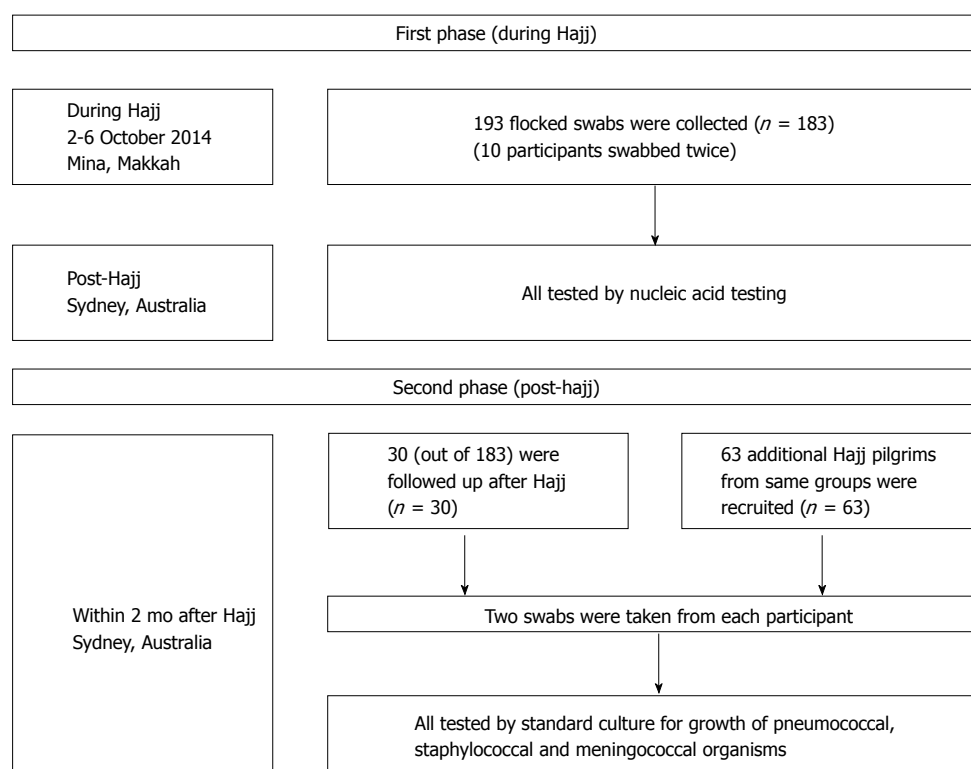 First phase (during Hajj)
During Hajj
2-6 October 2014
Mina, Makkah
193 flocked swabs were collected (n = 183)
(10 participants swabbed twice)
Post-Hajj
Sydney, Australia
All tested by nucleic acid testing
Second phase (post-hajj)
Within 2 mo after Hajj
Sydney, Australia
30 (out of 183) were
followed up after Hajj
(n = 30)
63 additional Hajj pilgrims
from same groups were
recruited (n = 63)
Two swabs were taken from each participant
All tested by standard culture for growth of pneumococcal,
staphylococcal and meningococcal organisms